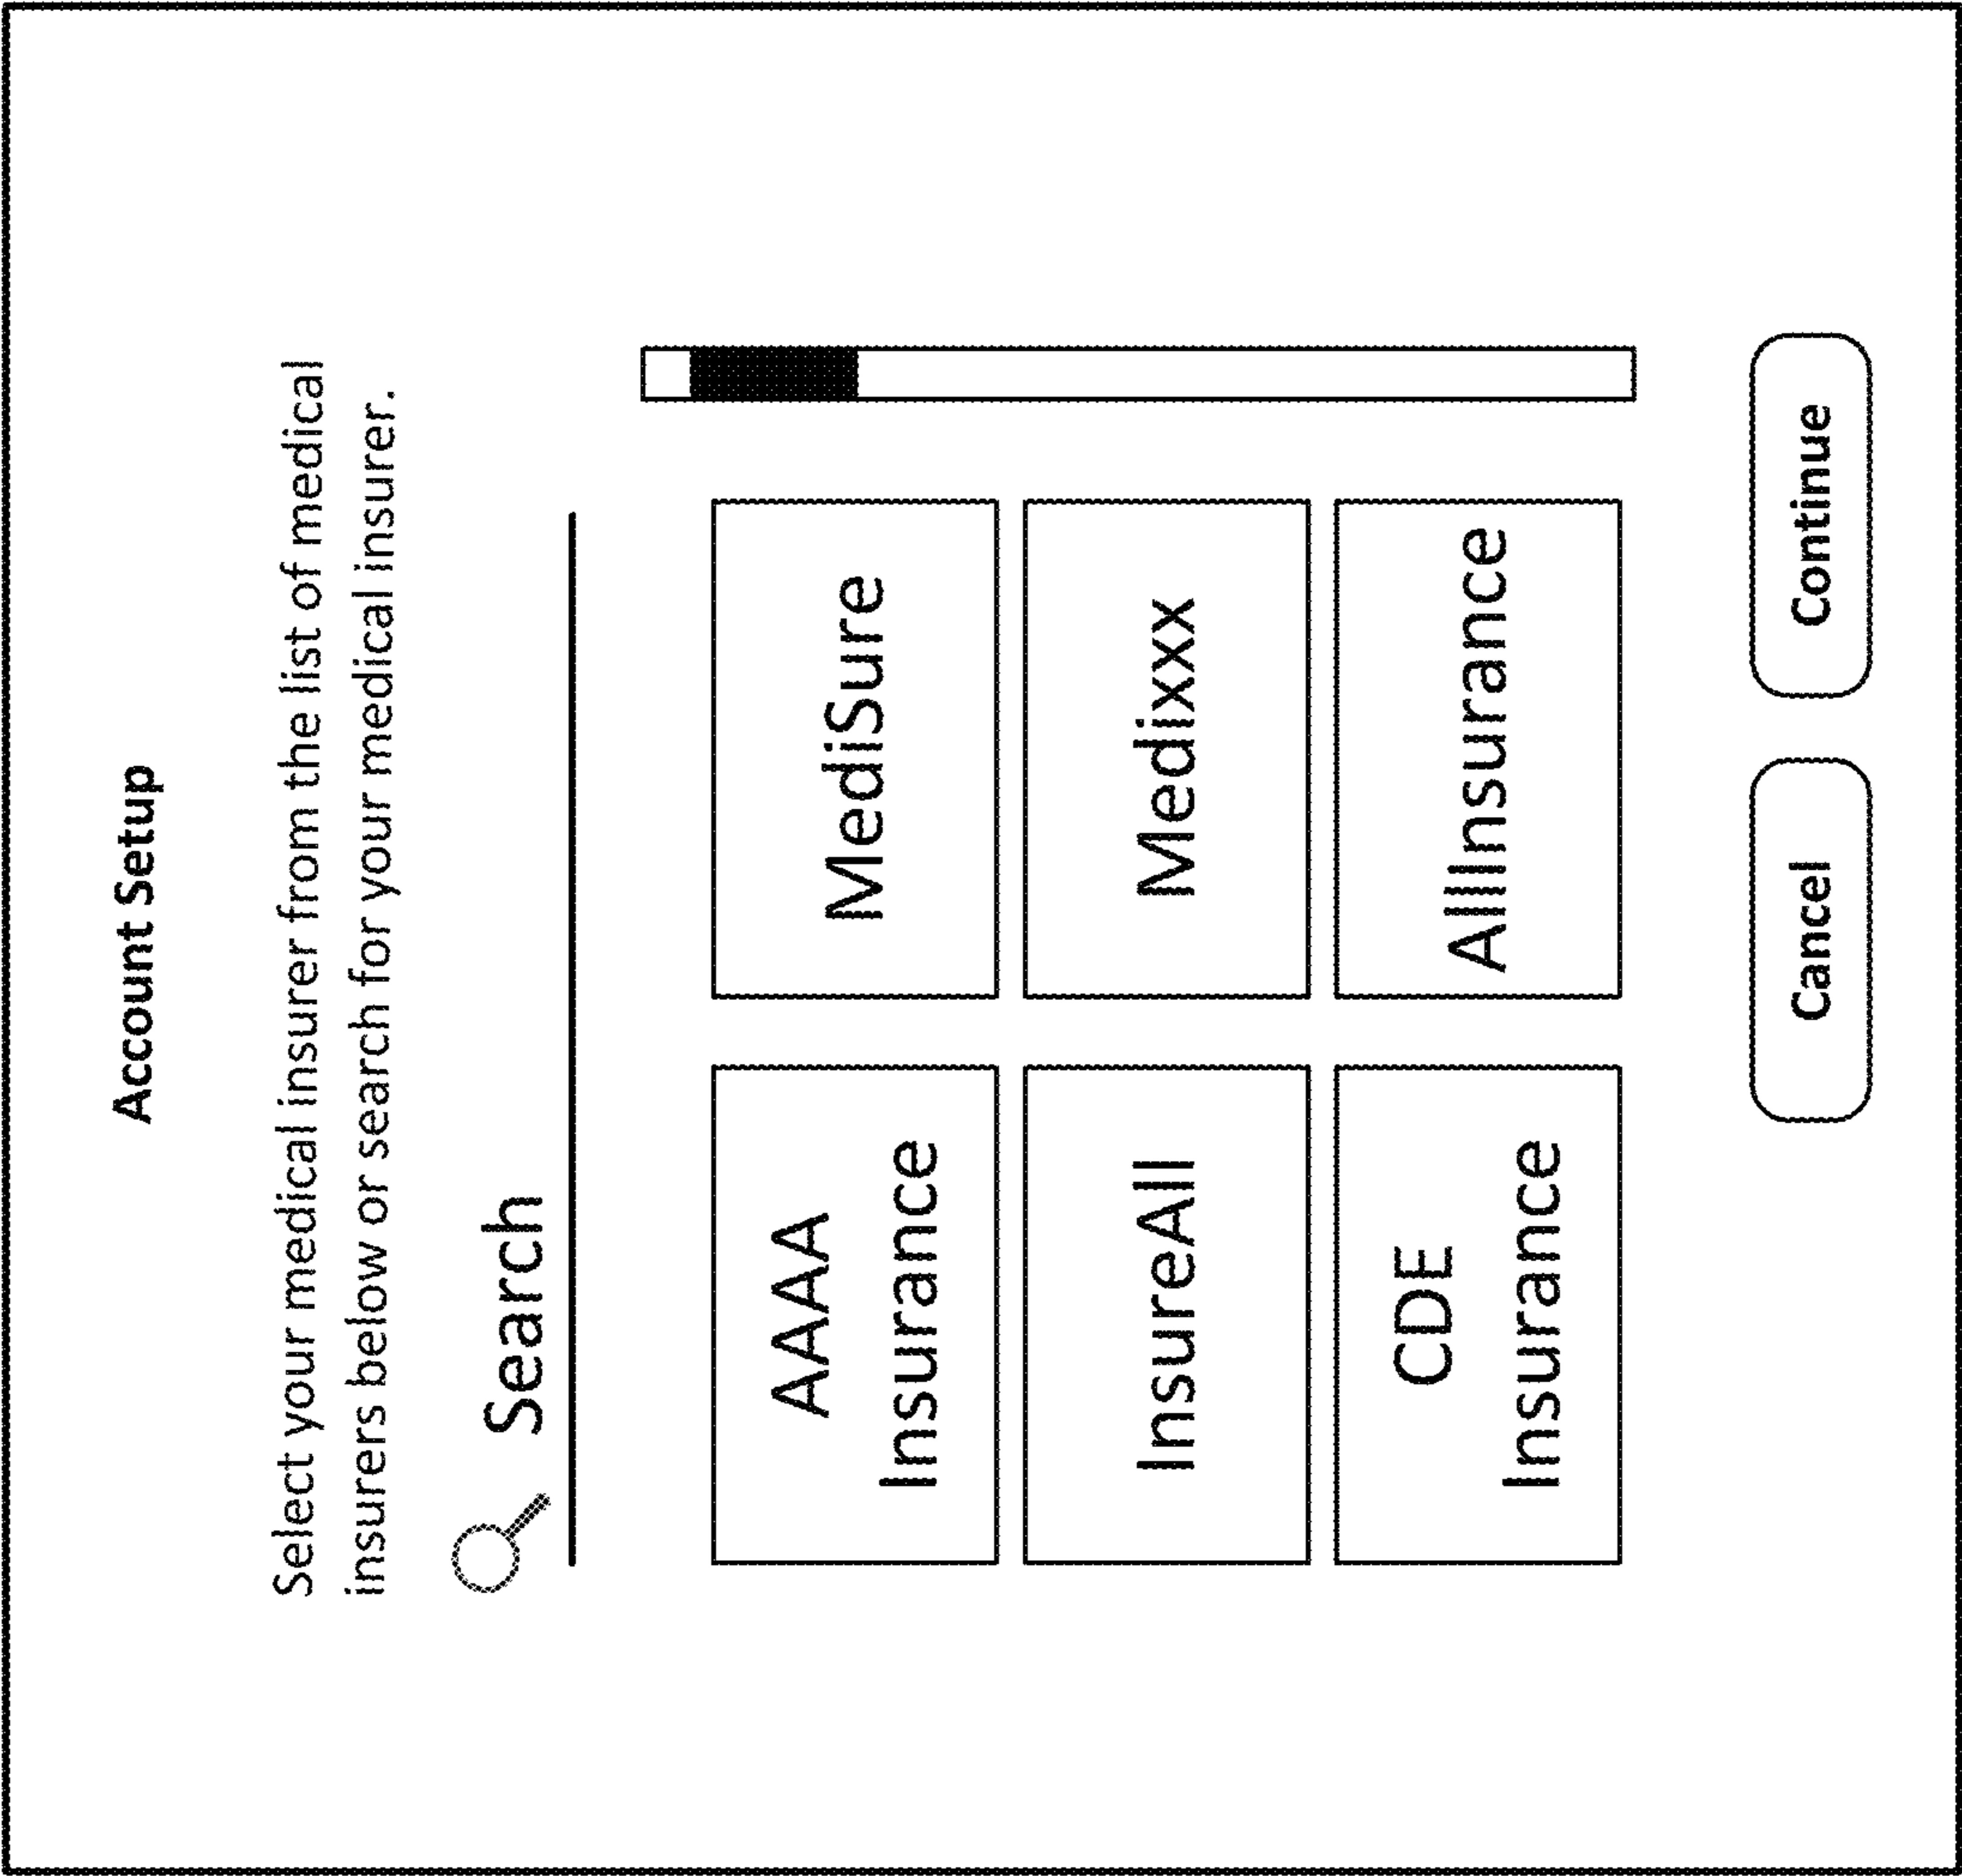 Account Setup
Select your medical insurer from the list of medical
insurers below or search for your medical insurer.
Search
AAAA
Insurance
MediSure
InsureAll
Medixxx
CDE
Insurance
AllInsurance
Cancel
Continue